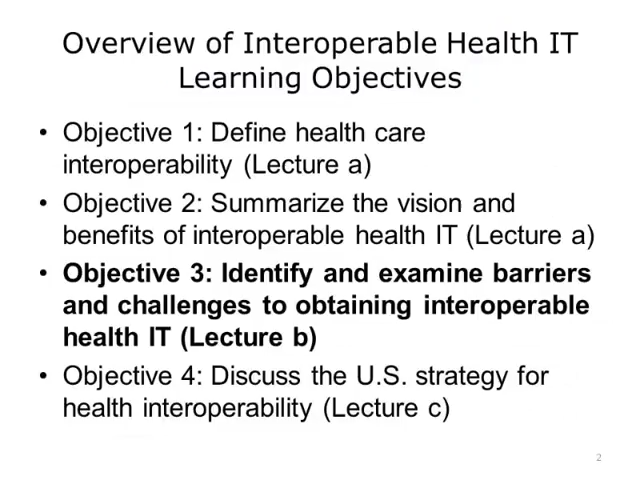 Overview of Interoperable Health IT
Learning Objectives
• Objective 1: Define health care
interoperability (Lecture a)
• Objective 2: Summarize the vision and
benefits of interoperable health IT (Lecture a)
• Objective 3: Identify and examine barriers
and challenges to obtaining interoperable
health IT (Lecture b)
• Objective 4: Discuss the U.S. strategy for
health interoperability (Lecture c)
2